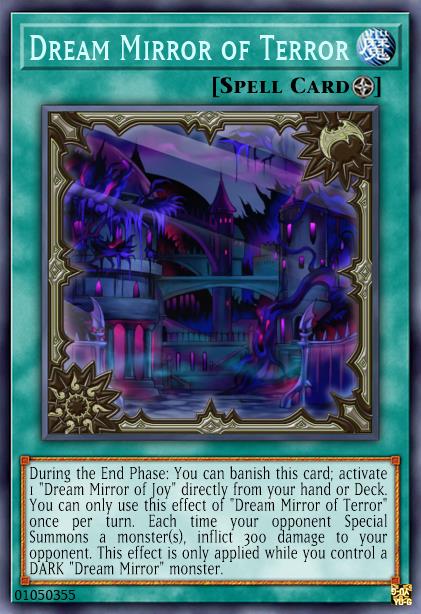 Dream Mirror of Terror
[Spell Card]
During the End Phase: You can banish this card; activate
1 "Dream Mirror of Joy" directly from your hand or Deck.
You can only use this effect of "Dream Mirror of Terror"
once per turn. Each time your opponent Special
Summons a monster(s), inflict 300 damage to your
opponent. This effect is only applied while you control a
DARK "Dream Mirror" monster.
01050355